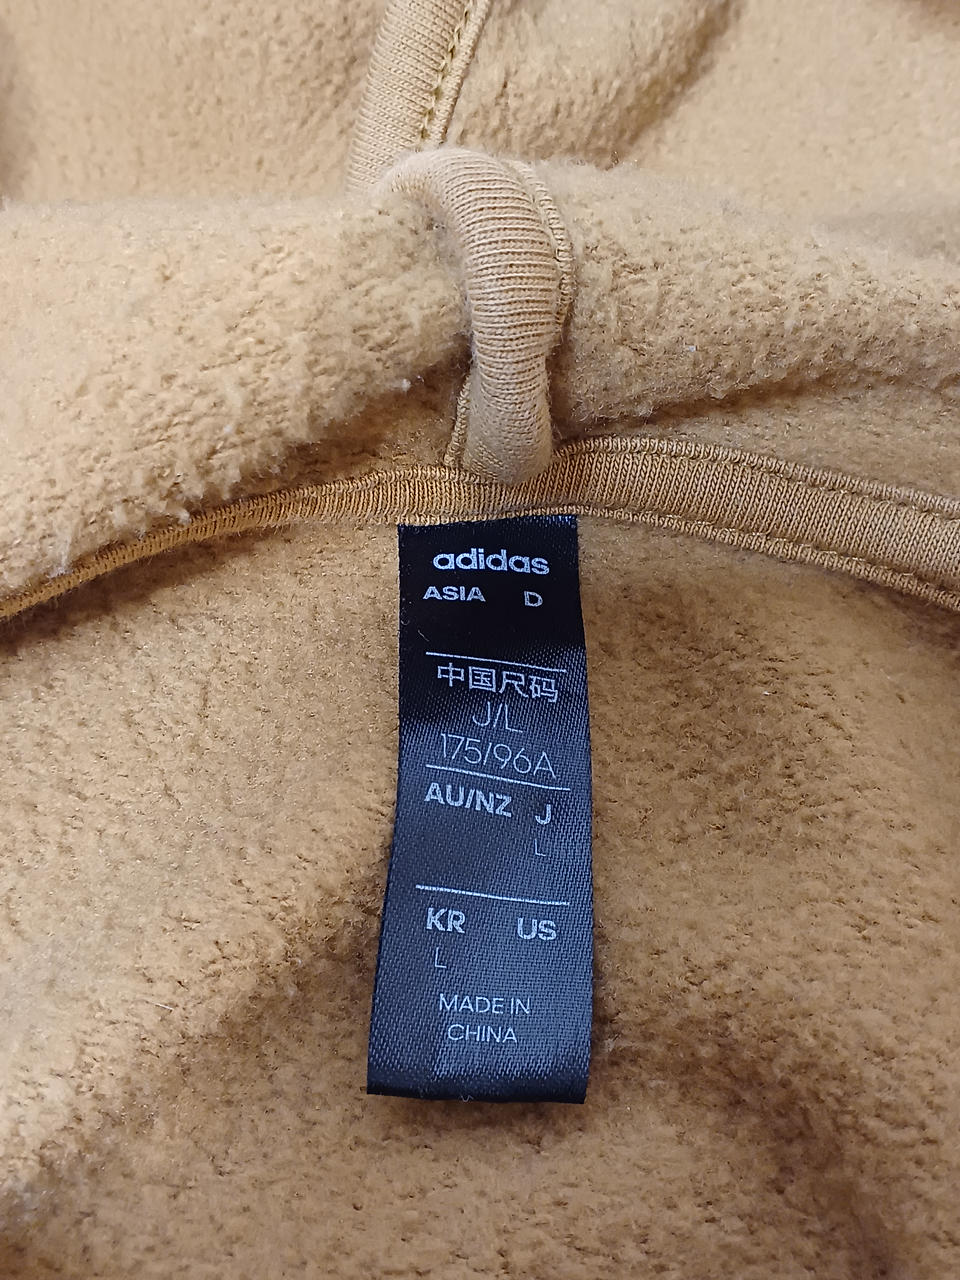 adidas
ASIA D
中国尺码
J/L
175/96A
AU/NZ J
L
KR US
L
MADE IN
CHINA